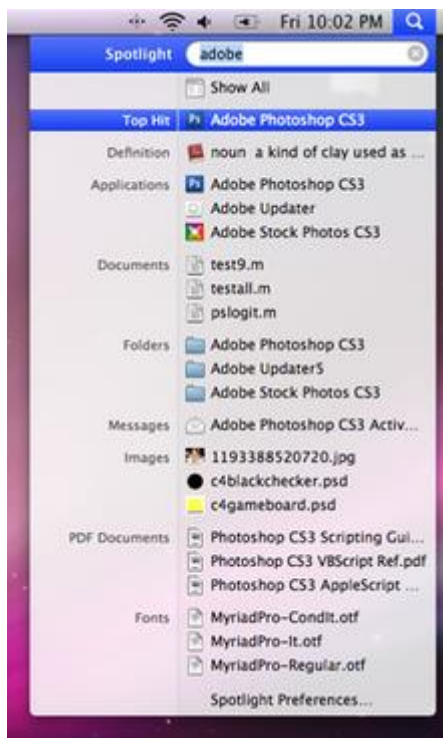 Fri 10:02 PM
Spotlight adobe
Show All
Top Hit Adobe Photoshop CS3
Definition noun a kind of clay used as ...
Applications Adobe Photoshop CS3
Adobe Updater
Adobe Stock Photos CS3
Documents test9.m
testall.m
pslogit.m
Folders Adobe Photoshop CS3
Adobe Updater5
Adobe Stock Photos CS3
Messages Adobe Photoshop CS3 Activ...
Images 1193388520720.jpg
c4blackchecker.psd
c4gameboard.psd
PDF Documents Photoshop CS3 Scripting Gui...
Photoshop CS3 VBScript Ref.pdf
Photoshop CS3 AppleScript ...
Fonts MyriadPro-CondIt.otf
MyriadPro-It.otf
MyriadPro-Regular.otf
Spotlight Preferences...